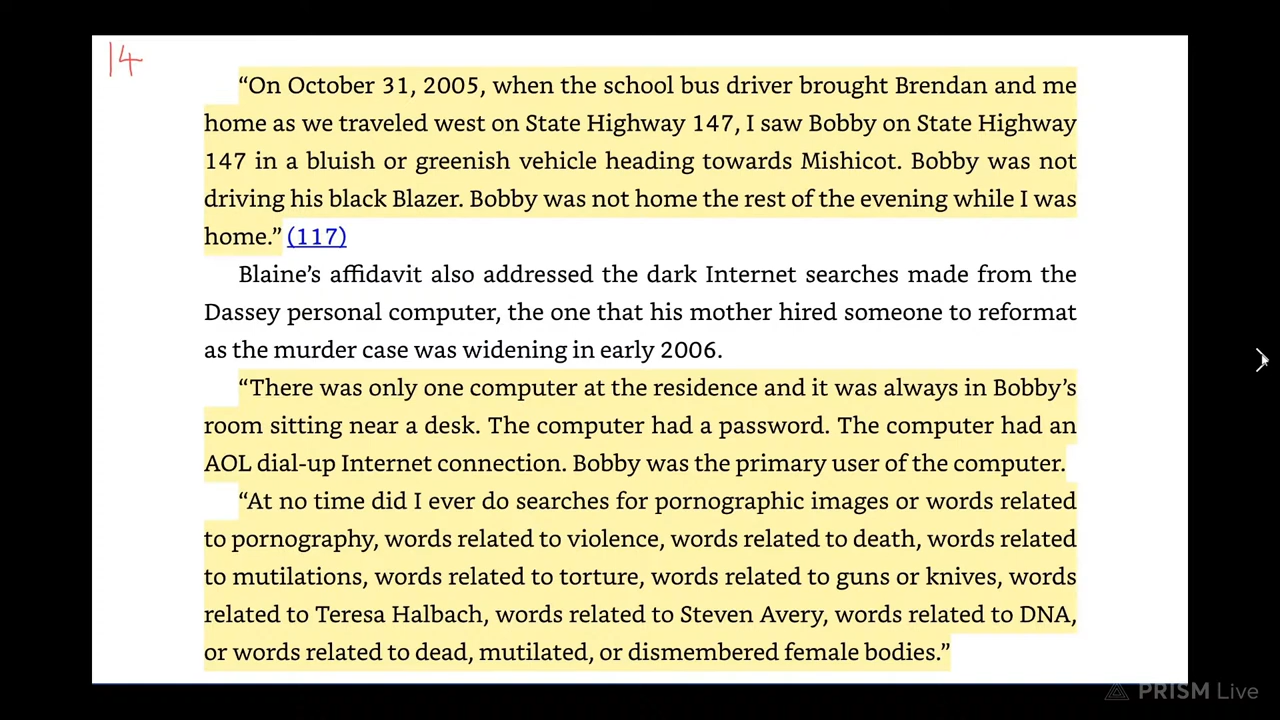 14
“On October 31, 2005, when the school bus driver brought Brendan and me
home as we traveled west on State Highway 147, I saw Bobby on State Highway
147 in a bluish or greenish vehicle heading towards Mishicot. Bobby was not
driving his black Blazer. Bobby was not home the rest of the evening while I was
home.” (117)
Blaine’s affidavit also addressed the dark Internet searches made from the
Dassey personal computer, the one that his mother hired someone to reformat
as the murder case was widening in early 2006.
“There was only one computer at the residence and it was always in Bobby’s
room sitting near a desk. The computer had a password. The computer had an
AOL dial-up Internet connection. Bobby was the primary user of the computer.
“At no time did I ever do searches for pornographic images or words related
to pornography, words related to violence, words related to death, words related
to mutilations, words related to torture, words related to guns or knives, words
related to Teresa Halbach, words related to Steven Avery, words related to DNA,
or words related to dead, mutilated, or dismembered female bodies.”
PRISM Live